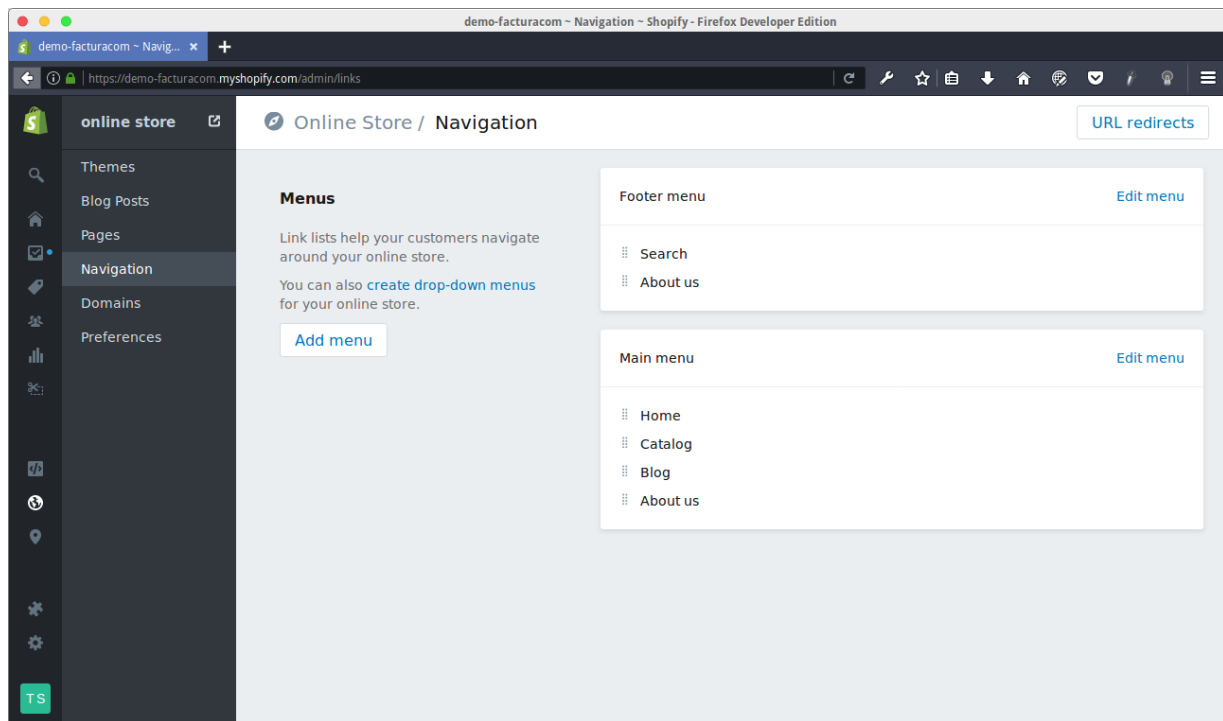 demo-facturacom ~ Navigation ~ Shopify - Firefox Developer Edition
demo-facturacom ~ Navig...
https://demo-facturacom.myshopify.com/admin/links
online store
Online Store / Navigation
URL redirects
Themes
Blog Posts
Pages
Navigation
Domains
Preferences
Menus
Link lists help your customers navigate
around your online store.
You can also create drop-down menus
for your online store.
Add menu
Footer menu
Edit menu
Search
About us
Main menu
Edit menu
Home
Catalog
Blog
About us
TS